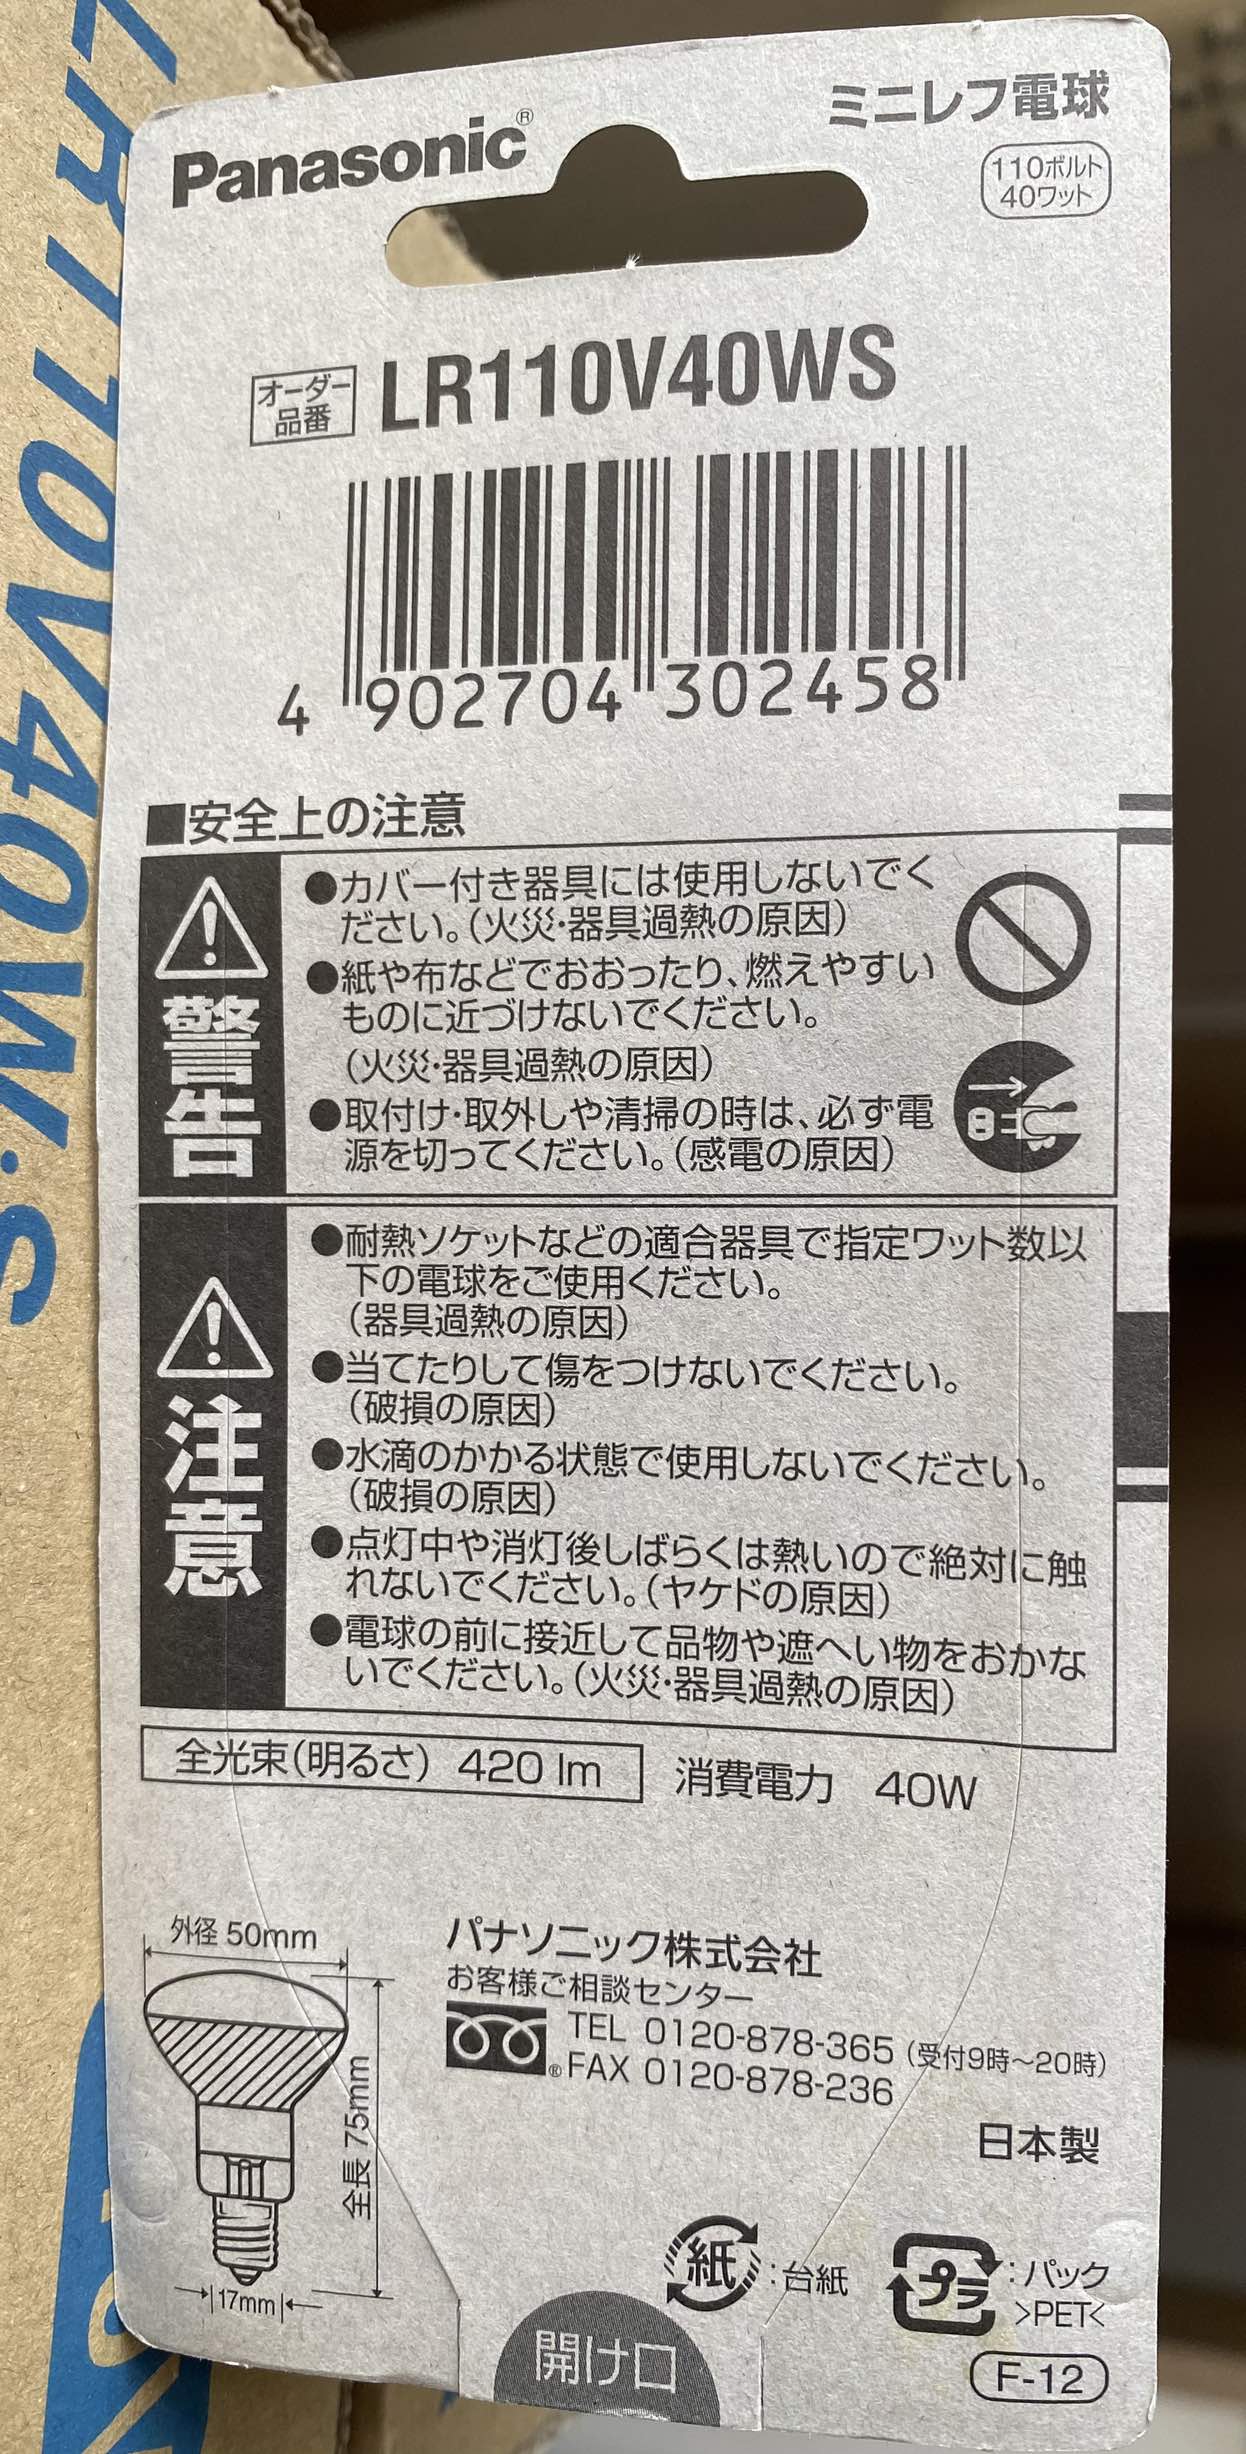 Panasonic®
ミニレフ電球
110ボルト
40ワット
オーダー
品番
LR110V40WS
4 902704 302458
■安全上の注意
警告
●カバー付き器具には使用しないでく
ださい。(火災・器具過熱の原因)
●紙や布などでおおったり、燃えやすい
ものに近づけないでください。
(火災・器具過熱の原因)
●取付け・取外しや清掃の時は、必ず電
源を切ってください。(感電の原因)
注意
●耐熱ソケットなどの適合器具で指定ワット数以
下の電球をご使用ください。
(器具過熱の原因)
●当てたりして傷をつけないでください。
(破損の原因)
●水滴のかかる状態で使用しないでください。
(破損の原因)
●点灯中や消灯後しばらくは熱いので絶対に触
れないでください。(ヤケドの原因)
●電球の前に接近して品物や遮へい物をおかな
いでください。(火災・器具過熱の原因)
全光束(明るさ) 420 lm
消費電力 40W
外径 50mm
全長 75mm
17mm
パナソニック株式会社
お客様ご相談センター
TEL 0120-878-365 (受付9時〜20時)
®FAX 0120-878-236
日本製
紙:台紙
プラ:パック
>PET<
開け口
F-12
LR110V40W・S